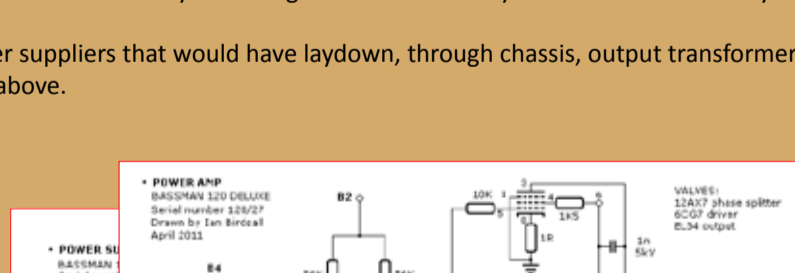 er suppliers that would have laydown, through chassis, output transformer
above.
• POWER AMP
BASSMAN 120 DELUXE
Serial number 120/27
Drawn by Ian Birdsall
April 2011
B2
10K 1
3
4
5
6
1K5
1R
1n
5kV
VALVES:
12AX7 phase splitter
6CG7 driver
EL34 output
• POWER SU
BASSMAN 1
B4